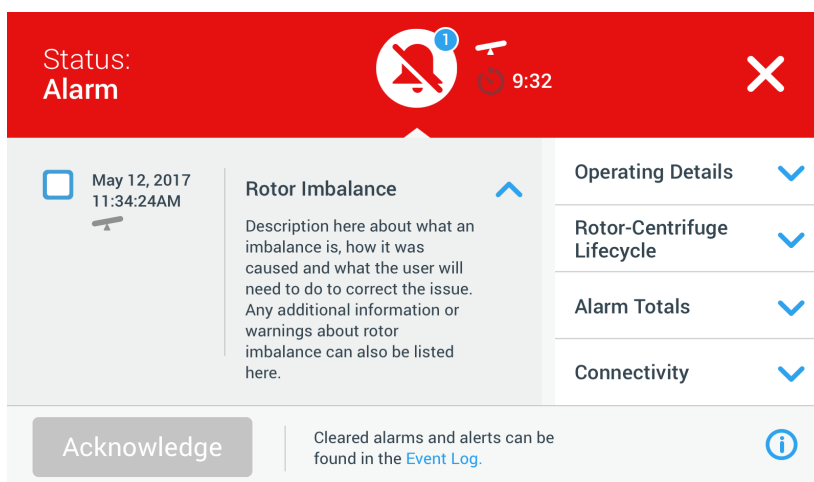 Status:
Alarm
1
9:32
May 12, 2017
11:34:24AM
Rotor Imbalance
Description here about what an
imbalance is, how it was
caused and what the user will
need to do to correct the issue.
Any additional information or
warnings about rotor
imbalance can also be listed
here.
Operating Details
Rotor-Centrifuge
Lifecycle
Alarm Totals
Connectivity
Acknowledge
Cleared alarms and alerts can be
found in the Event Log.